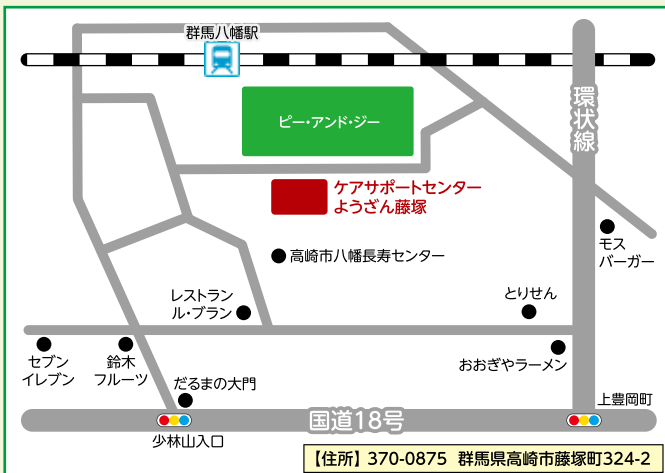 群馬八幡駅
環状線
ピー・アンド・ジー
ケアサポートセンター
ようざん藤塚
モス
バーガー
高崎市八幡長寿センター
レストラン
ル・ブラン
とりせん
セブン
イレブン
鈴木
フルーツ
おおぎやラーメン
だるまの大門
上豊岡町
国道18号
少林山入口
【住所】 370-0875 群馬県高崎市藤塚町324-2